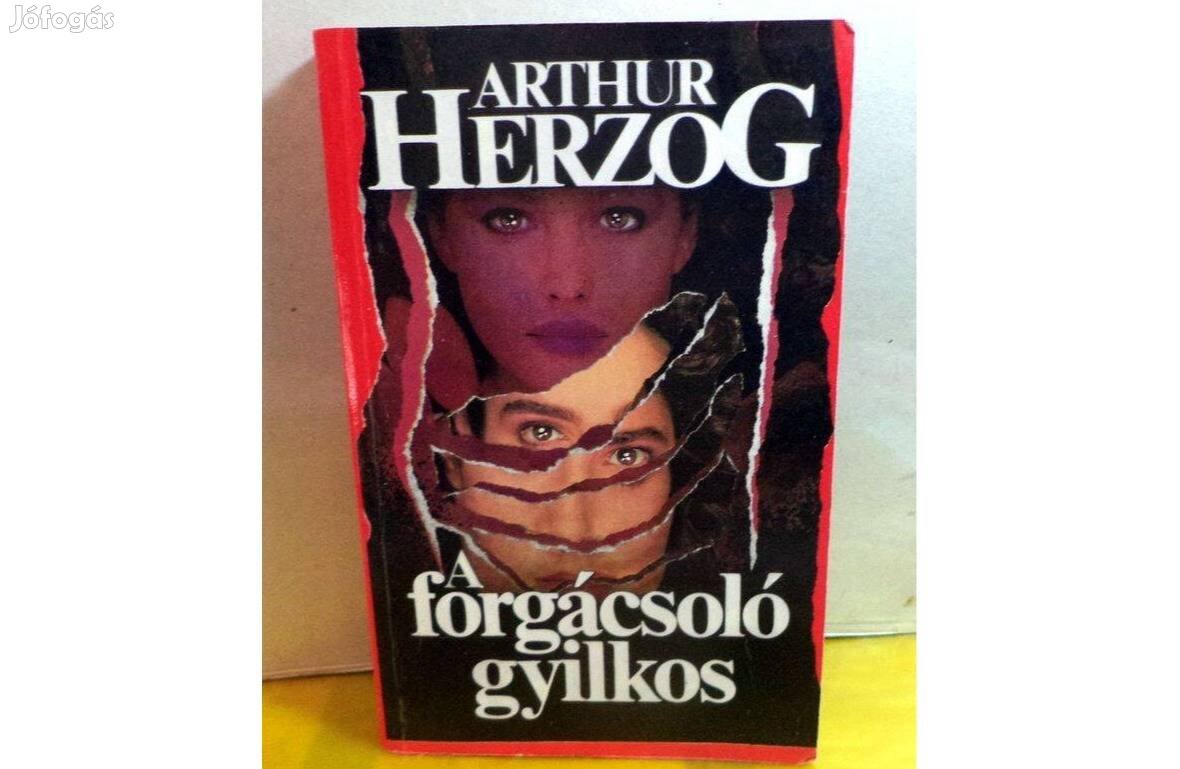 Jófogás
ARTHUR
HERZOG
A
forgácsoló
gyilkos